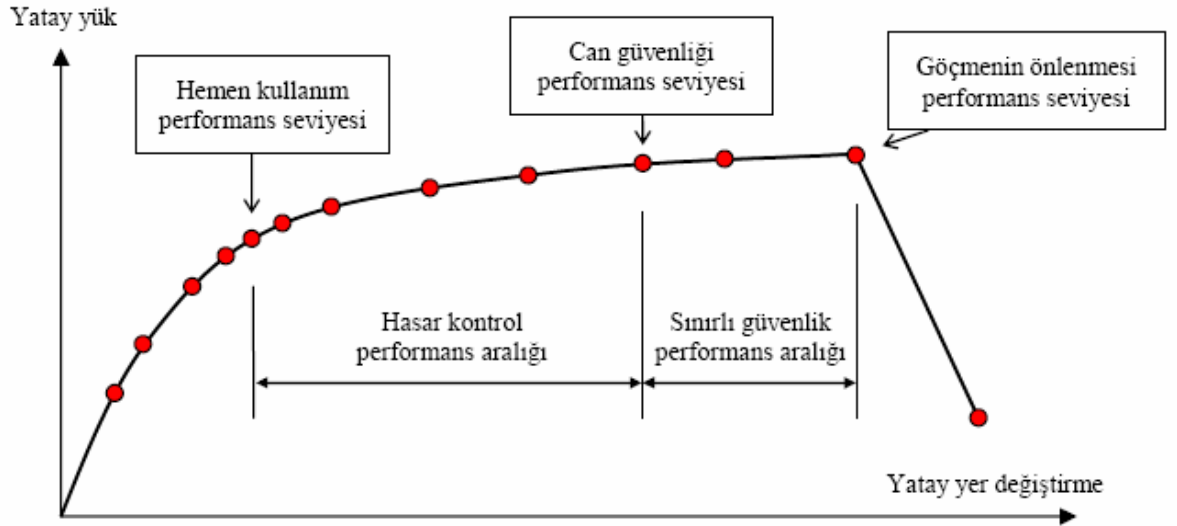 Yatay yük
Hemen kullanım
performans seviyesi
Can güvenliği
performans seviyesi
Göçmenin önlenmesi
performans seviyesi
Hasar kontrol
performans aralığı
Sınırlı güvenlik
performans aralığı
Yatay yer değiştirme